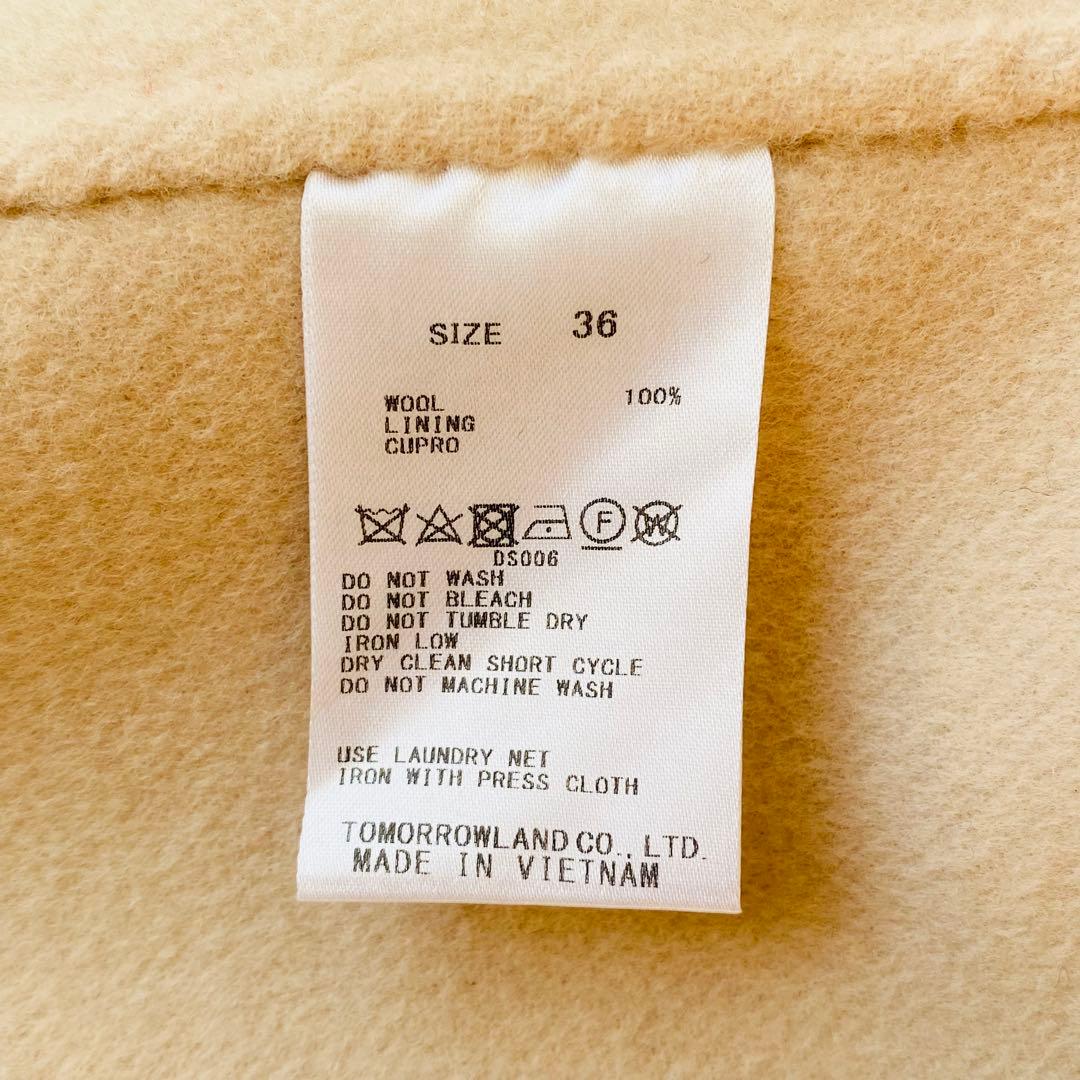 SIZE 36
WOOL 100%
LINING
CUPRO
F W
DS006
DO NOT WASH
DO NOT BLEACH
DO NOT TUMBLE DRY
IRON LOW
DRY CLEAN SHORT CYCLE
DO NOT MACHINE WASH
USE LAUNDRY NET
IRON WITH PRESS CLOTH
TOMORROWLAND CO., LTD.
MADE IN VIETNAM